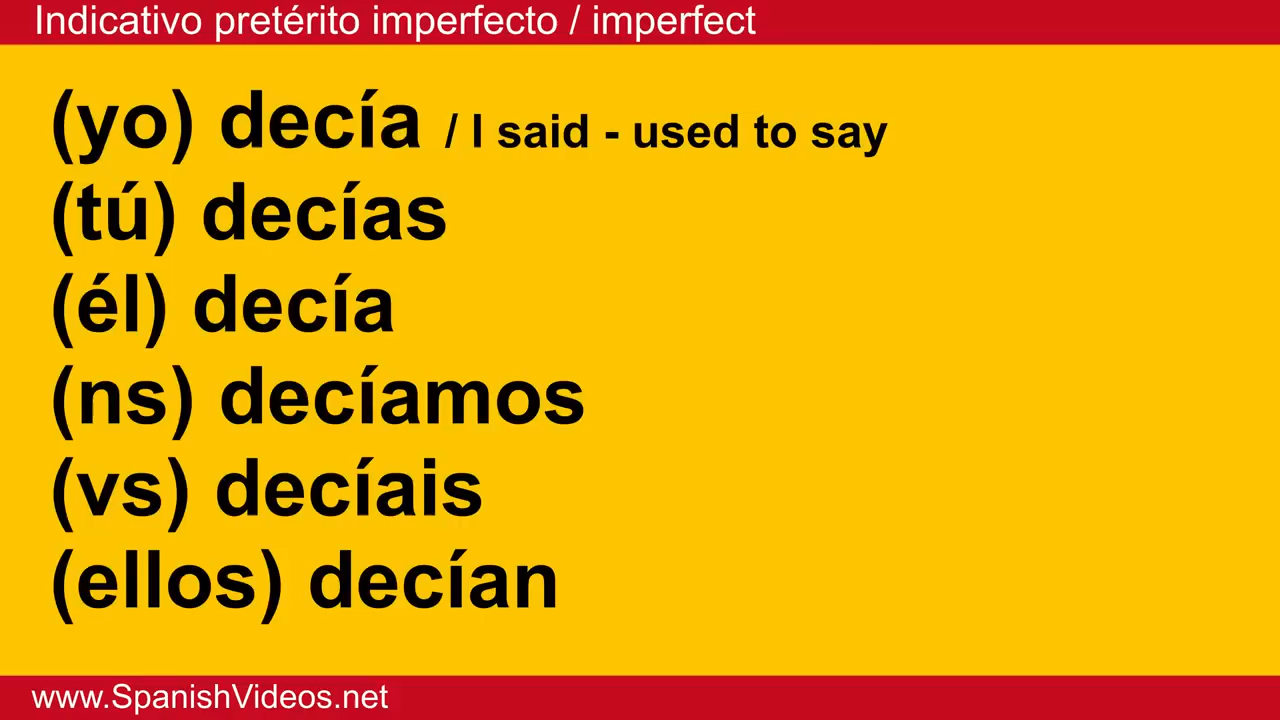 Indicativo pretérito imperfecto / imperfect
(yo) decía / I said - used to say
(tú) decías
(él) decía
(ns) decíamos
(vs) decíais
(ellos) decían
www.SpanishVideos.net